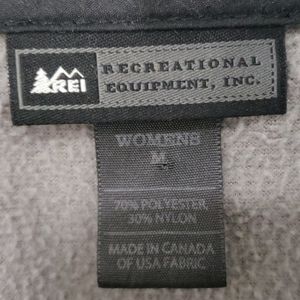 REI
RECREATIONAL
EQUIPMENT, INC.
WOMENS
M
70% POLYESTER
30% NYLON
MADE IN CANADA
OF USA FABRIC